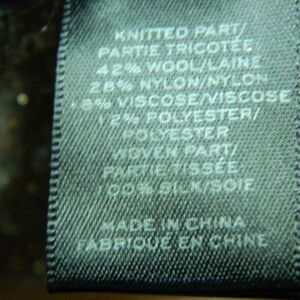 KNITTED PART/
PARTIE TRICOTÉE
42% WOOL/LAINE
28% NYLON/NYLON
18% VISCOSE/VISCOSE
12% POLYESTER/
POLYESTER
WOVEN PART/
PARTIE TISSÉE
100% SILK/SOIE
MADE IN CHINA
FABRIQUÉ EN CHINE